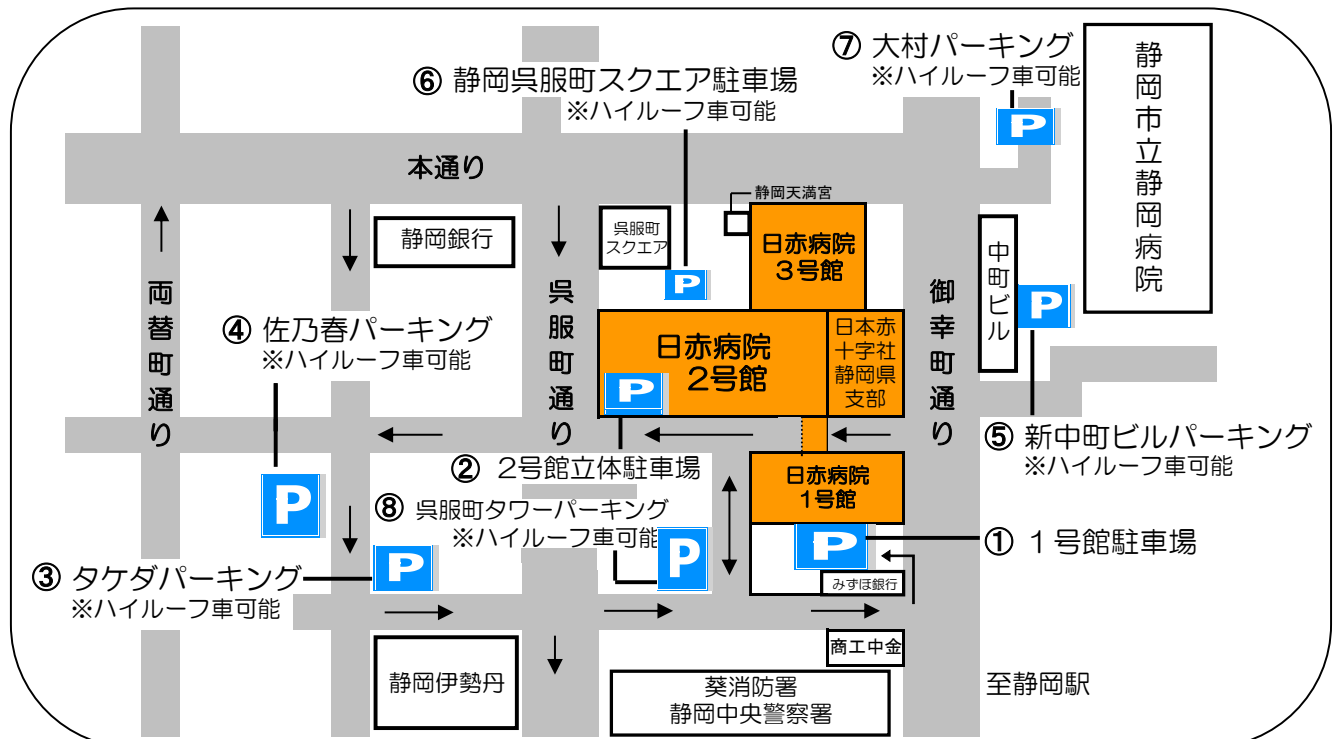 ⑦ 大村パーキング
※ハイルーフ車可能
静岡市立静岡病院
⑥ 静岡呉服町スクエア駐車場
※ハイルーフ車可能
P
本通り
静岡天満宮
静岡銀行
呉服町
スクエア
日赤病院
3号館
P
中町ビル
P
両替町通り
呉服町通り
御幸町通り
④ 佐乃春パーキング
※ハイルーフ車可能
日赤病院
2号館
P
日本赤
十字社
静岡県
支部
⑤ 新中町ビルパーキング
※ハイルーフ車可能
② 2号館立体駐車場
日赤病院
1号館
P
⑧ 呉服町タワーパーキング
※ハイルーフ車可能
P
P
① 1号館駐車場
③ タケダパーキング
※ハイルーフ車可能
P
みずほ銀行
商工中金
静岡伊勢丹
葵消防署
静岡中央警察署
至静岡駅